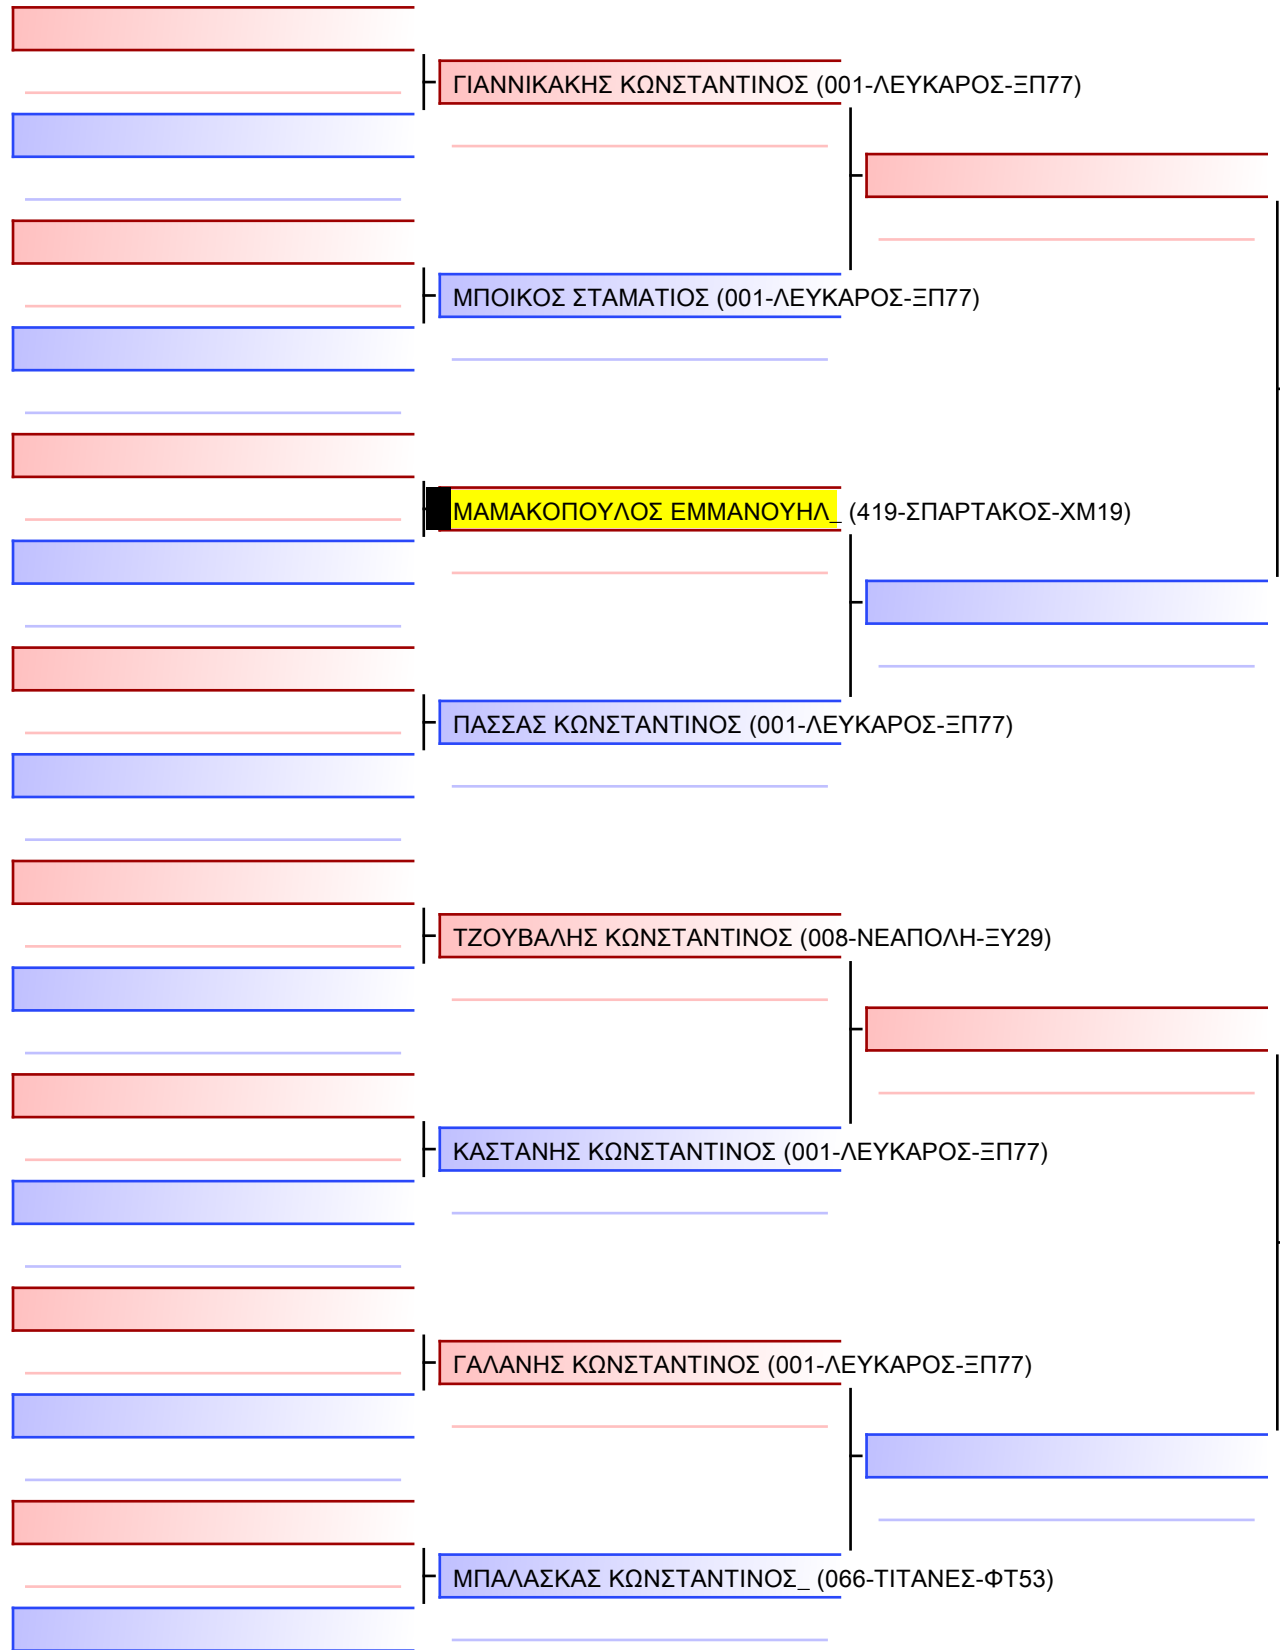 ΓΙΑΝΝΙΚΑΚΗΣ ΚΩΝΣΤΑΝΤΙΝΟΣ (001-ΛΕΥΚΑΡΟΣ-ΞΠ77)
ΜΠΟΙΚΟΣ ΣΤΑΜΑΤΙΟΣ (001-ΛΕΥΚΑΡΟΣ-ΞΠ77)
ΜΑΜΑΚΟΠΟΥΛΟΣ ΕΜΜΑΝΟΥΗΛ_ (419-ΣΠΑΡΤΑΚΟΣ-ΧΜ19)
ΠΑΣΣΑΣ ΚΩΝΣΤΑΝΤΙΝΟΣ (001-ΛΕΥΚΑΡΟΣ-ΞΠ77)
ΤΖΟΥΒΑΛΗΣ ΚΩΝΣΤΑΝΤΙΝΟΣ (008-ΝΕΑΠΟΛΗ-ΞΥ29)
ΚΑΣΤΑΝΗΣ ΚΩΝΣΤΑΝΤΙΝΟΣ (001-ΛΕΥΚΑΡΟΣ-ΞΠ77)
ΓΑΛΑΝΗΣ ΚΩΝΣΤΑΝΤΙΝΟΣ (001-ΛΕΥΚΑΡΟΣ-ΞΠ77)
ΜΠΑΛΑΣΚΑΣ ΚΩΝΣΤΑΝΤΙΝΟΣ_ (066-ΤΙΤΑΝΕΣ-ΦΤ53)